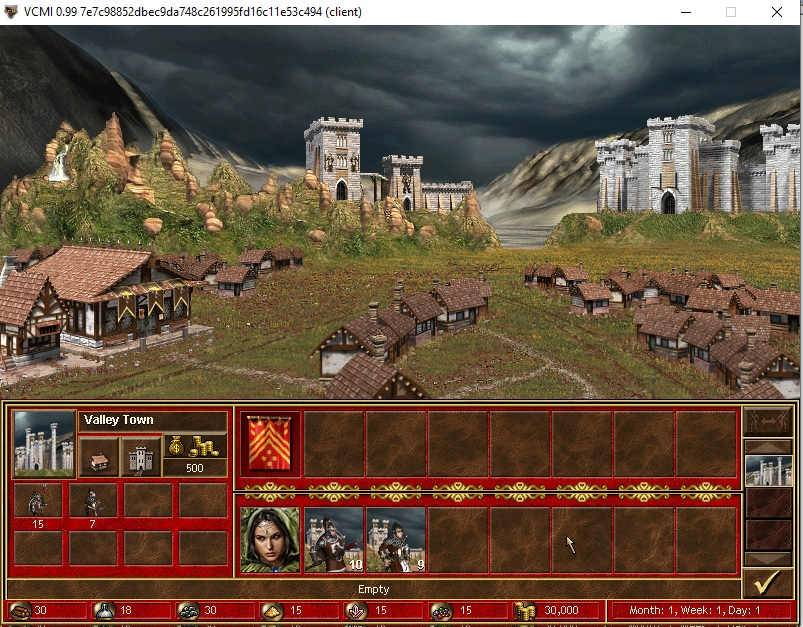 VCMI 0.99 7e7c98852dbec9da748c261995fd16c11e53c494 (client)
Valley Town
500
15 7
10 9
Empty
30 18 30 15 15 15 30,000 Month: 1, Week: 1, Day: 1